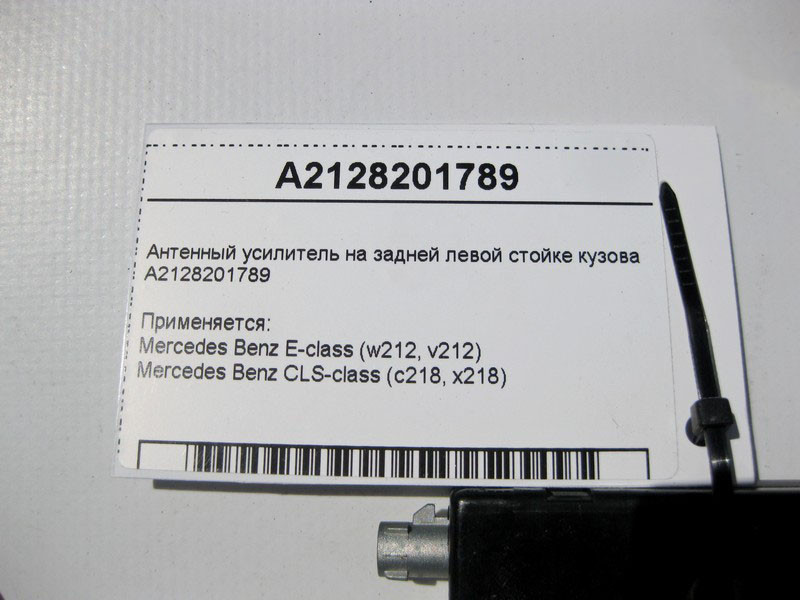 A2128201789
Антенный усилитель на задней левой стойке кузова
A2128201789
Применяется:
Mercedes Benz E-class (w212, v212)
Mercedes Benz CLS-class (c218, x218)